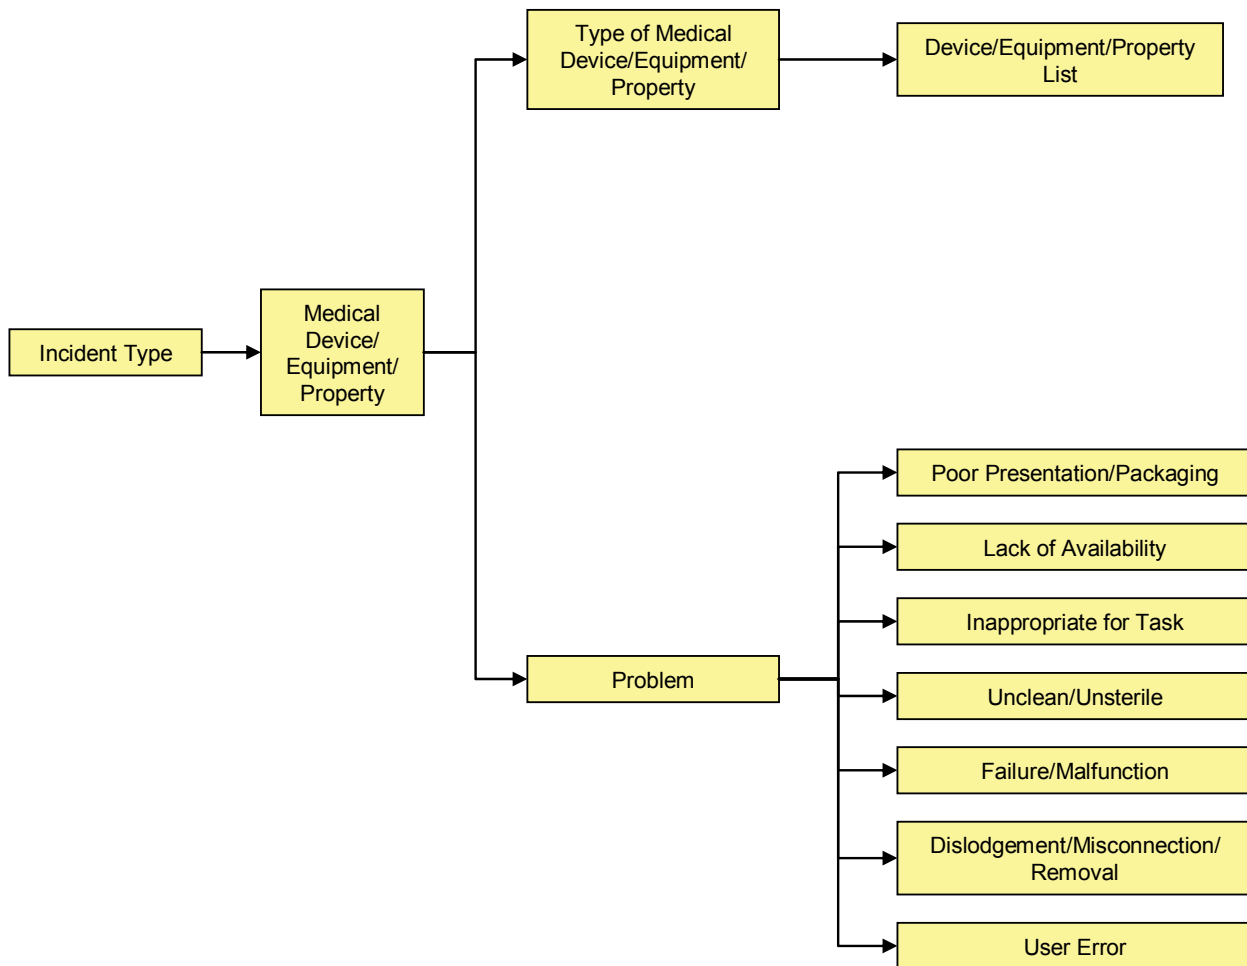 Type of Medical
Device/Equipment/
Property
Device/Equipment/Property
List
Incident Type
Medical
Device/
Equipment/
Property
Problem
Poor Presentation/Packaging
Lack of Availability
Inappropriate for Task
Unclean/Unsterile
Failure/Malfunction
Dislodgement/Misconnection/
Removal
User Error